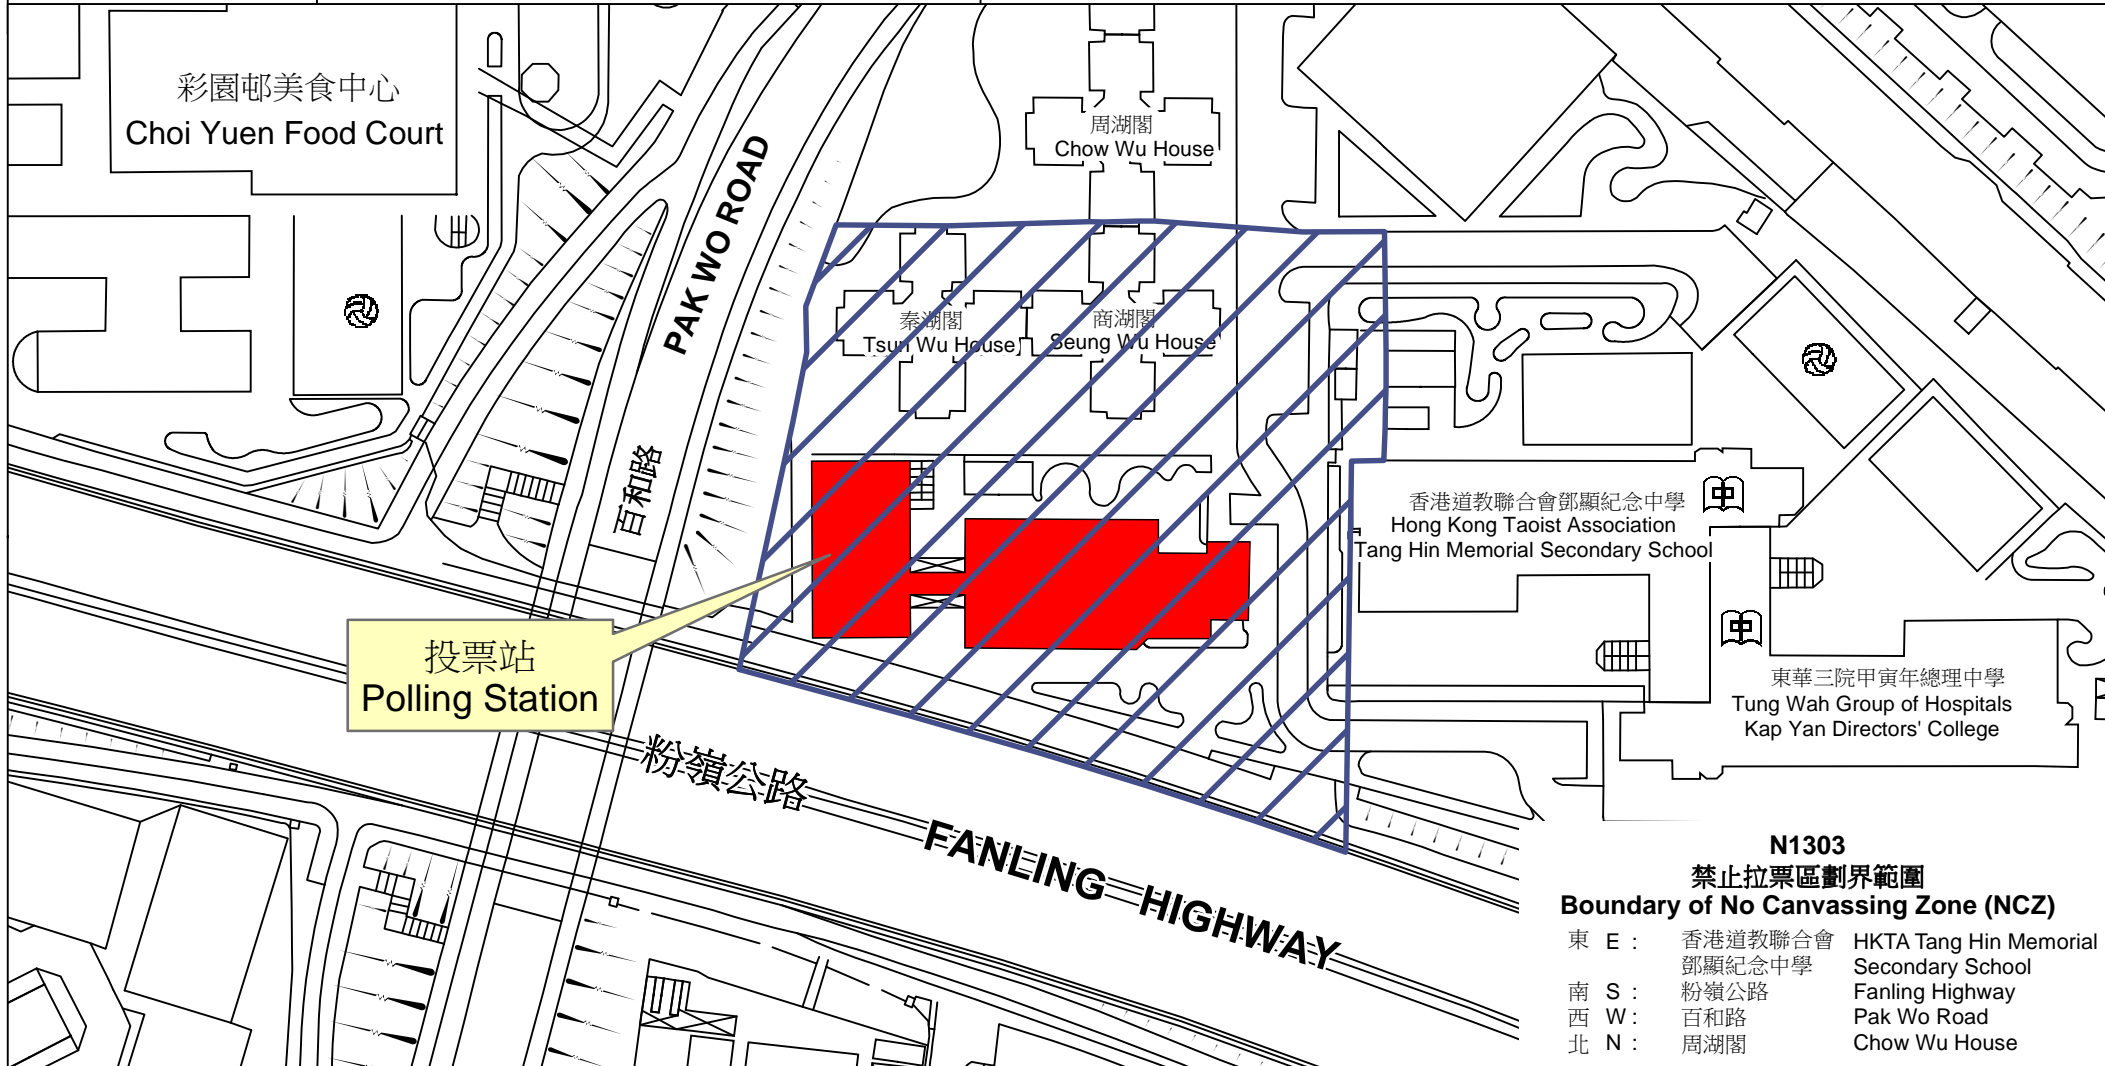 彩園邨美食中心
Choi Yuen Food Court
周湖閣
Chow Wu House
PAK WO ROAD
秦湖閣
Tsun Wu House
商湖閣
Seung Wu House
百和路
香港道教聯合會鄧顯紀念中學
Hong Kong Taoist Association
Tang Hin Memorial Secondary School
中
中
投票站
Polling Station
東華三院甲寅年總理中學
Tung Wah Group of Hospitals
Kap Yan Directors' College
粉嶺公路
FANLING HIGHWAY
N1303
禁止拉票區劃界範圍
Boundary of No Canvassing Zone (NCZ)
東 E : 香港道教聯合會 HKTA Tang Hin Memorial
鄧顯紀念中學 Secondary School
南 S : 粉嶺公路 Fanling Highway
西 W : 百和路 Pak Wo Road
北 N : 周湖閣 Chow Wu House